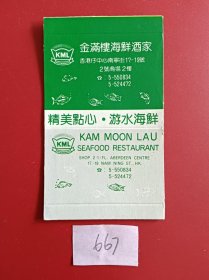 KML
金滿樓海鮮酒家
香港仔中心南寧街17-19號
2號商場2樓
☎ 5-550834
5-524472
精美點心·游水海鮮
KML
KAM MOON LAU
SEAFOOD RESTAURANT
SHOP 2 1/FL. ABERDEEN CENTRE
17-19 NAM NING ST., HK.
☎ 5-550834
5-524472
667